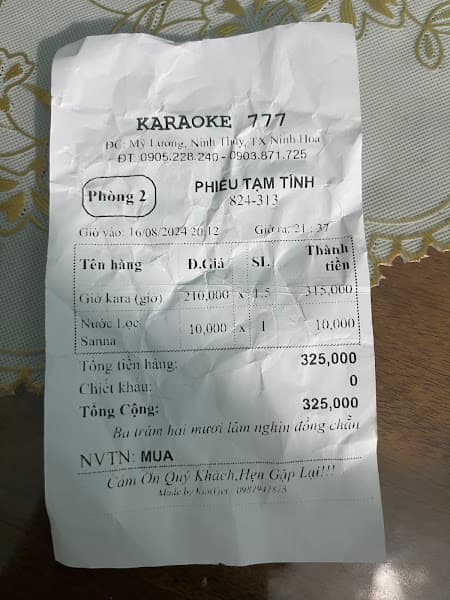 KARAOKE 777
ĐC: Mỹ Lương, Ninh Thủy, TX Ninh Hòa
ĐT: 0905.228.240 - 0903.871.725
Phòng 2
PHIẾU TẠM TÍNH
824-313
Giờ vào: 16/08/2024 20:12 Giờ ra: 21:37
Tên hàng Đ.Giá SL Thành tiền
Giờ kara (giờ) 210,000 x 1.5 315,000
Nước Lọc Sanna 10,000 x 1 10,000
Tổng tiền hàng: 325,000
Chiết khấu: 0
Tổng Cộng: 325,000
Ba trăm hai mươi lăm nghìn đồng chẵn
NVTN: MUA
Cảm Ơn Quý Khách,Hẹn Gặp Lại!!!
Made by 0982947873